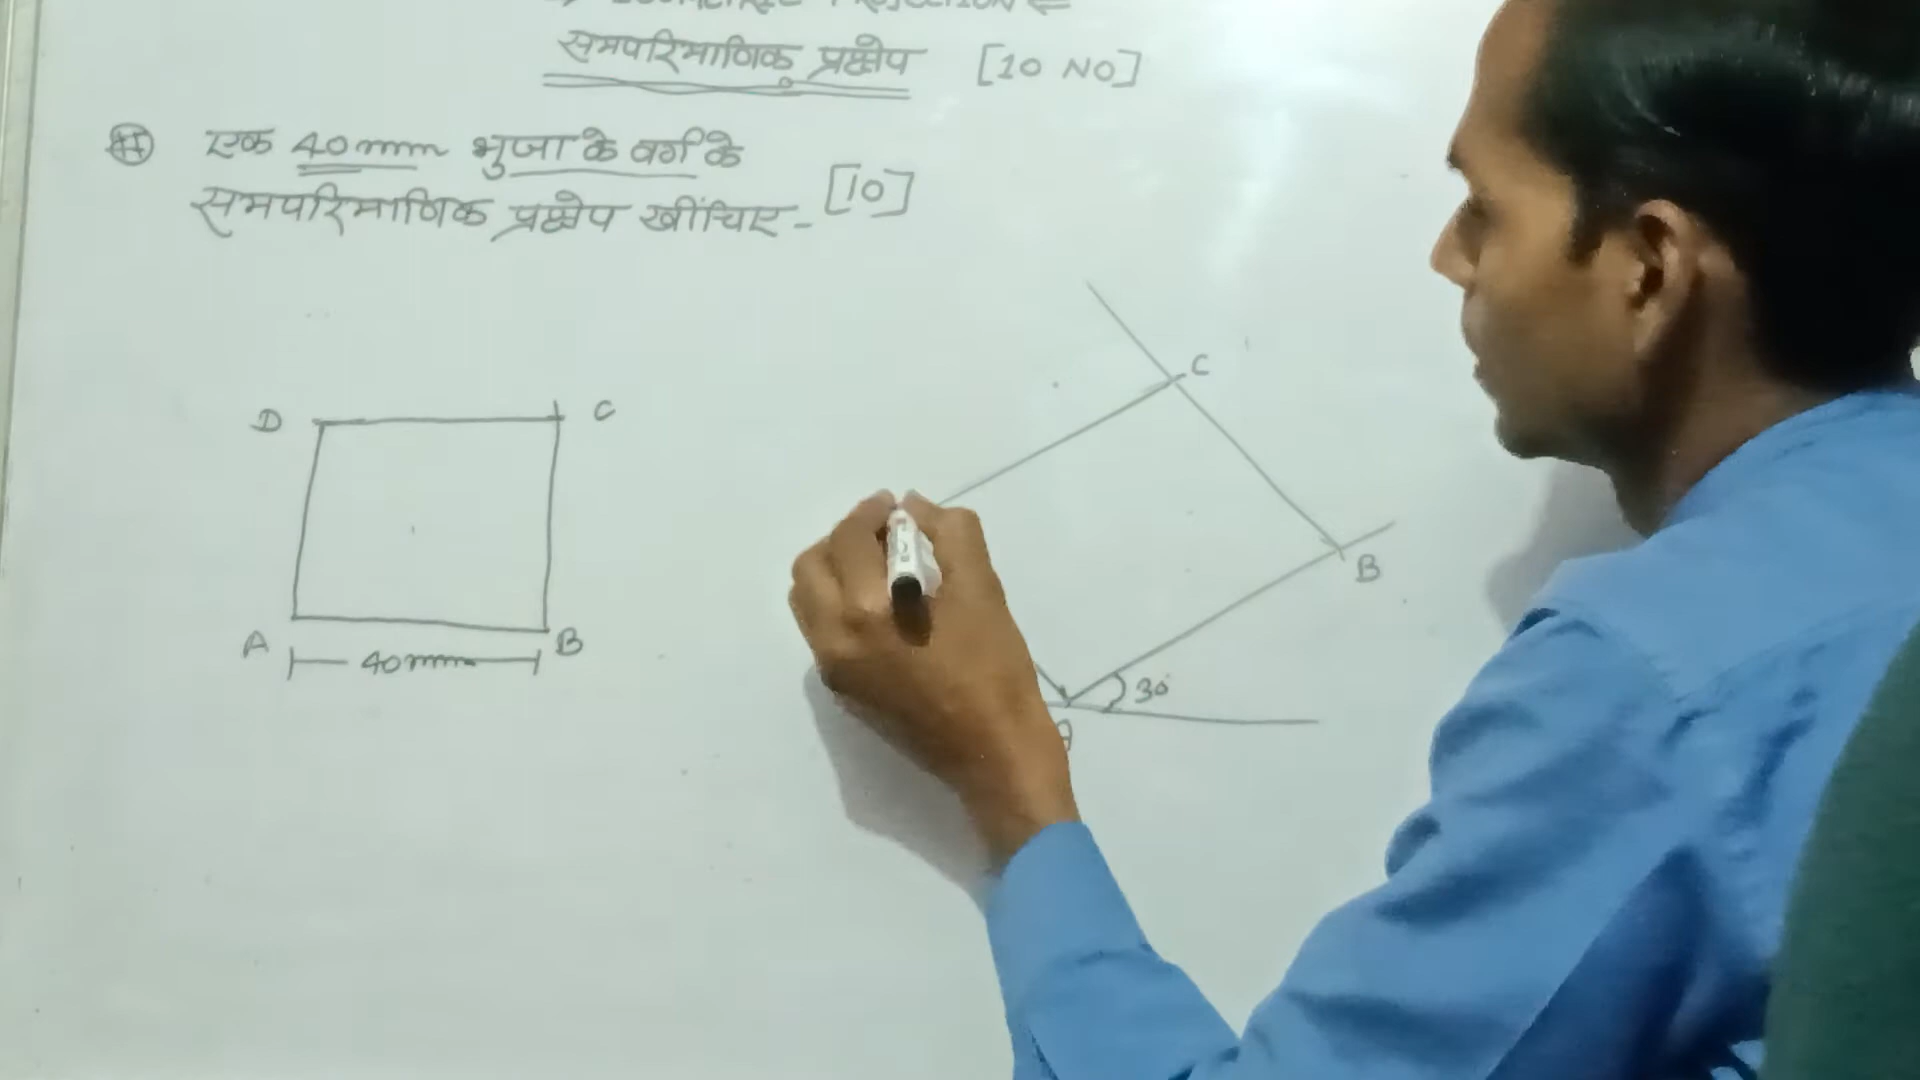 समपरिमाणिक प्रक्षेप [10 NO]
# एक 40mm भुजा के वर्ग के
समपरिमाणिक प्रक्षेप खींचिए - [10]
D C
A B
40mm
C
B
30°
A